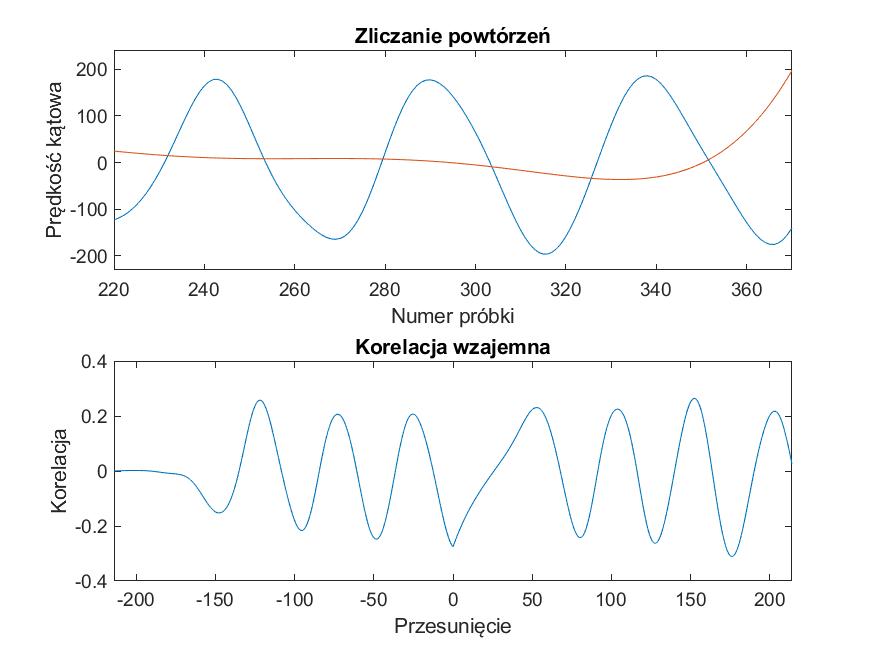 Zliczanie powtórzeń
Prędkość kątowa
200
100
0
-100
-200
220 240 260 280 300 320 340 360
Numer próbki
Korelacja wzajemna
Korelacja
0.4
0.2
0
-0.2
-0.4
-200 -150 -100 -50 0 50 100 150 200
Przesunięcie